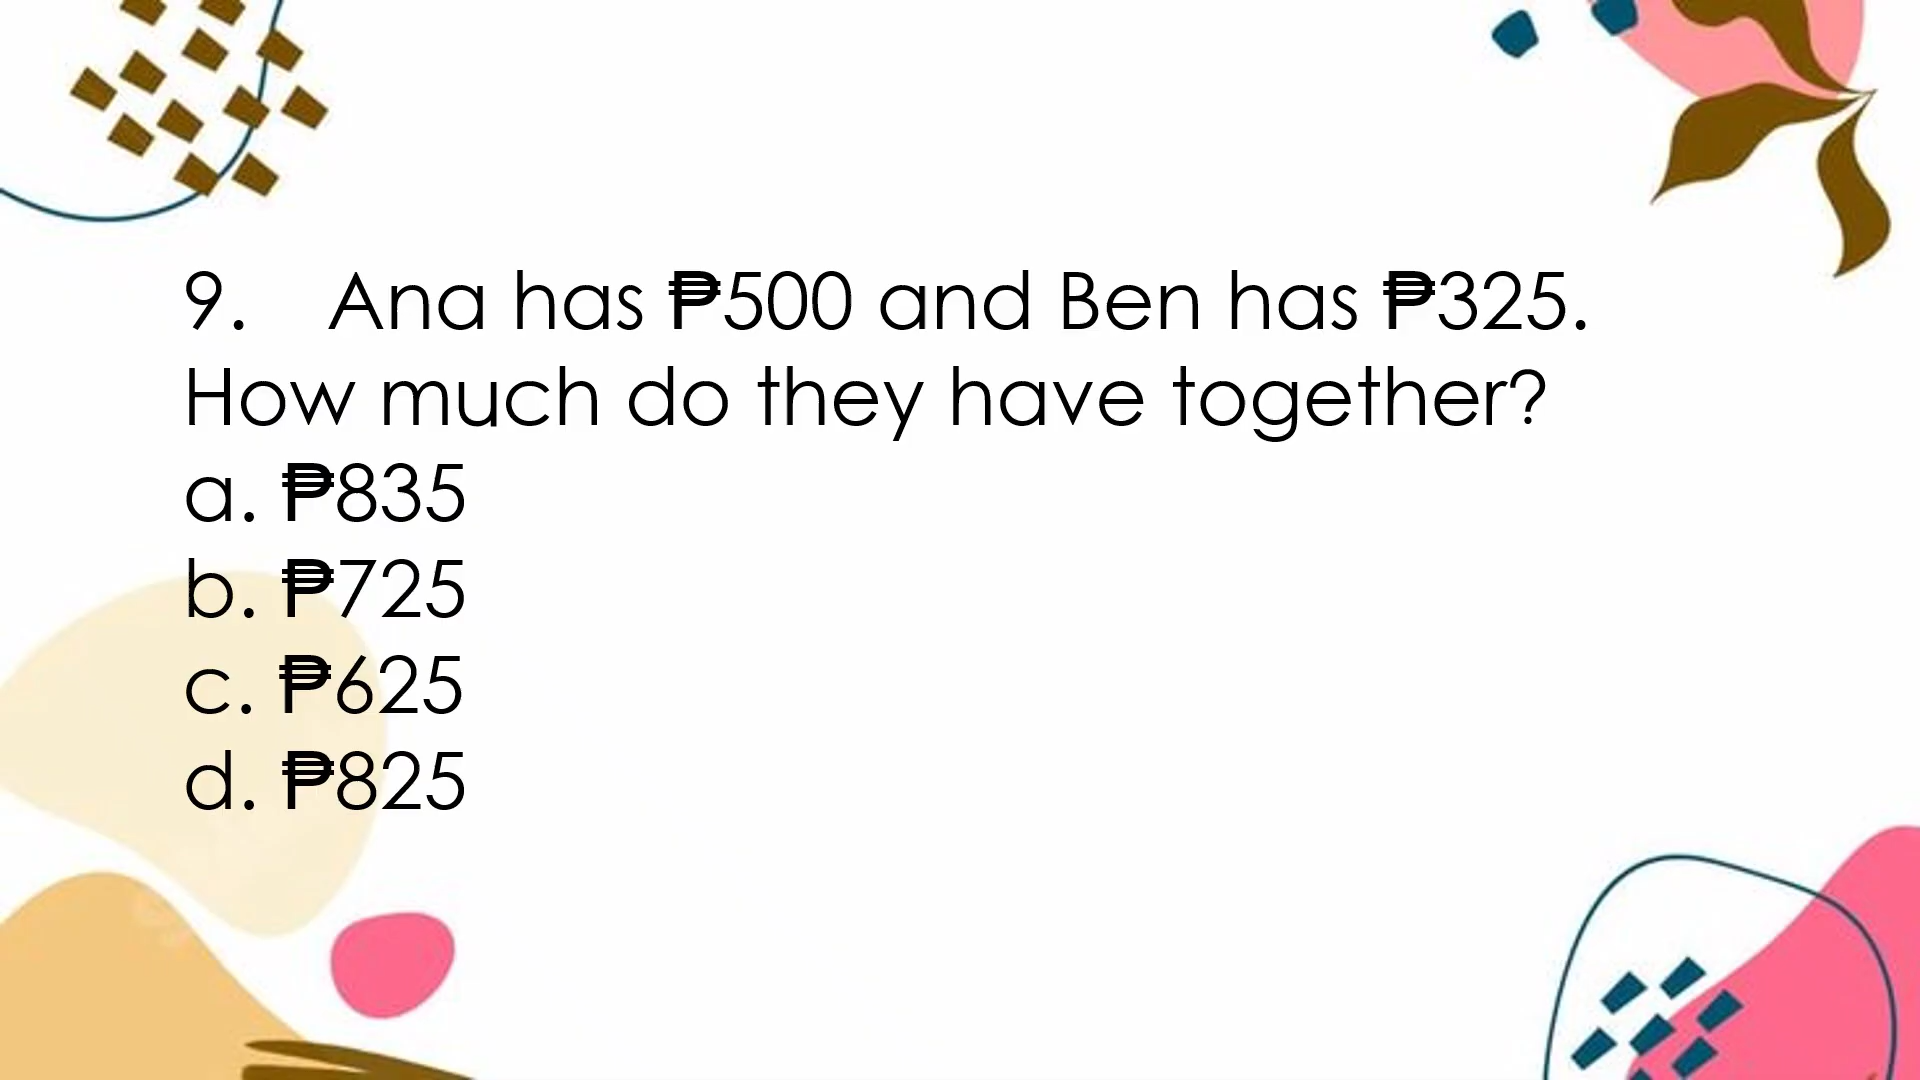 9. Ana has ₱500 and Ben has ₱325.
How much do they have together?
a. ₱835
b. ₱725
c. ₱625
d. ₱825